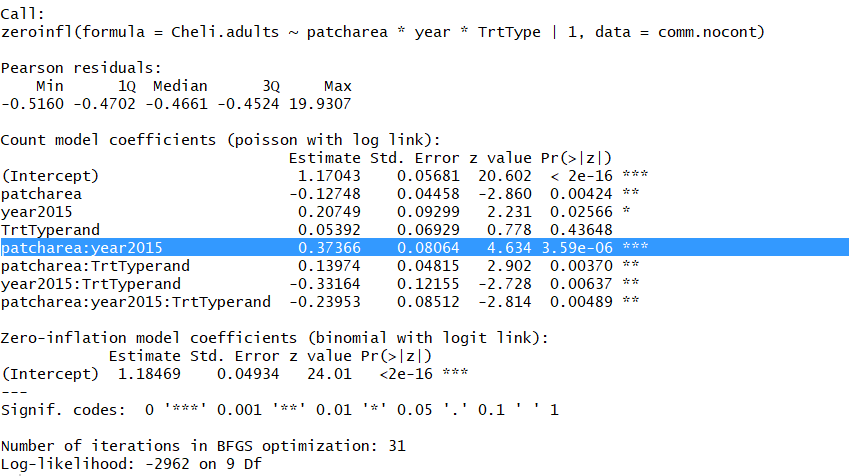 Call:
zeroinfl(formula = Cheli.adults ~ patcharea * year * TrtType | 1, data = comm.nocont)
Pearson residuals:
Min 1Q Median 3Q Max
-0.5160 -0.4702 -0.4661 -0.4524 19.9307
Count model coefficients (poisson with log link):
Estimate Std. Error z value Pr(>|z|)
(Intercept) 1.17043 0.05681 20.602 < 2e-16 ***
patcharea -0.12748 0.04458 -2.860 0.00424 **
year2015 0.20749 0.09299 2.231 0.02566 *
TrtTyperand 0.05392 0.06929 0.778 0.43648
patcharea:year2015 0.37366 0.08064 4.634 3.59e-06 ***
patcharea:TrtTyperand 0.13974 0.04815 2.902 0.00370 **
year2015:TrtTyperand -0.33164 0.12155 -2.728 0.00637 **
patcharea:year2015:TrtTyperand -0.23953 0.08512 -2.814 0.00489 **
Zero-inflation model coefficients (binomial with logit link):
Estimate Std. Error z value Pr(>|z|)
(Intercept) 1.18469 0.04934 24.01 <2e-16 ***
---
Signif. codes: 0 '***' 0.001 '**' 0.01 '*' 0.05 '.' 0.1 ' ' 1
Number of iterations in BFGS optimization: 31
Log-likelihood: -2962 on 9 Df